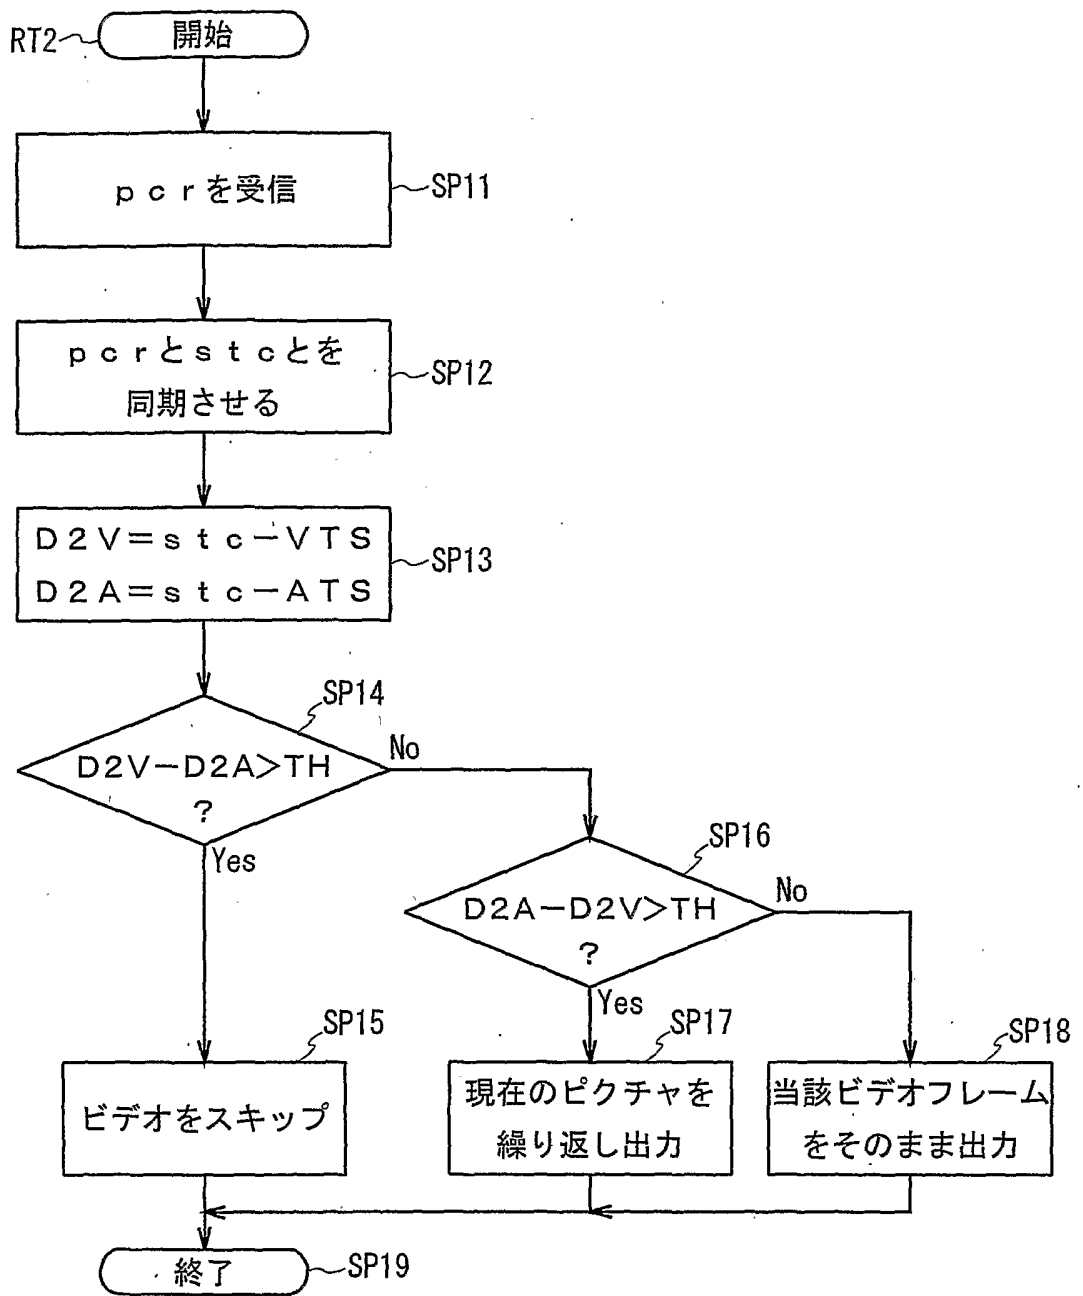 RT2
開始
ｐｃｒを受信
SP11
ｐｃｒとｓｔｃとを
同期させる
SP12
Ｄ２Ｖ＝ｓｔｃ－ＶＴＳ
Ｄ２Ａ＝ｓｔｃ－ＡＴＳ
SP13
SP14
Ｄ２Ｖ－Ｄ２Ａ＞ＴＨ
？
No
Yes
SP16
Ｄ２Ａ－Ｄ２Ｖ＞ＴＨ
？
No
Yes
SP15
ビデオをスキップ
SP17
現在のピクチャを
繰り返し出力
SP18
当該ビデオフレーム
をそのまま出力
終了
SP19